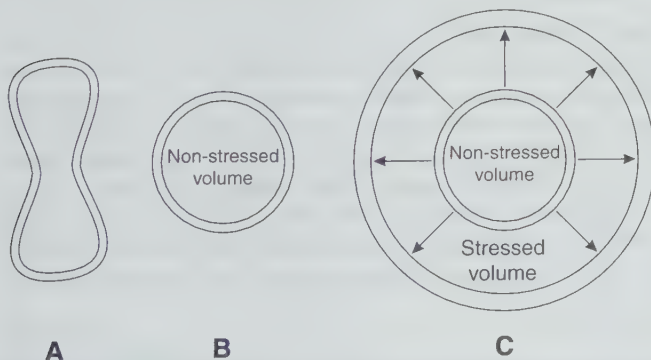 Non-stressed
volume
Non-stressed
volume
Stressed
volume
A
B
C